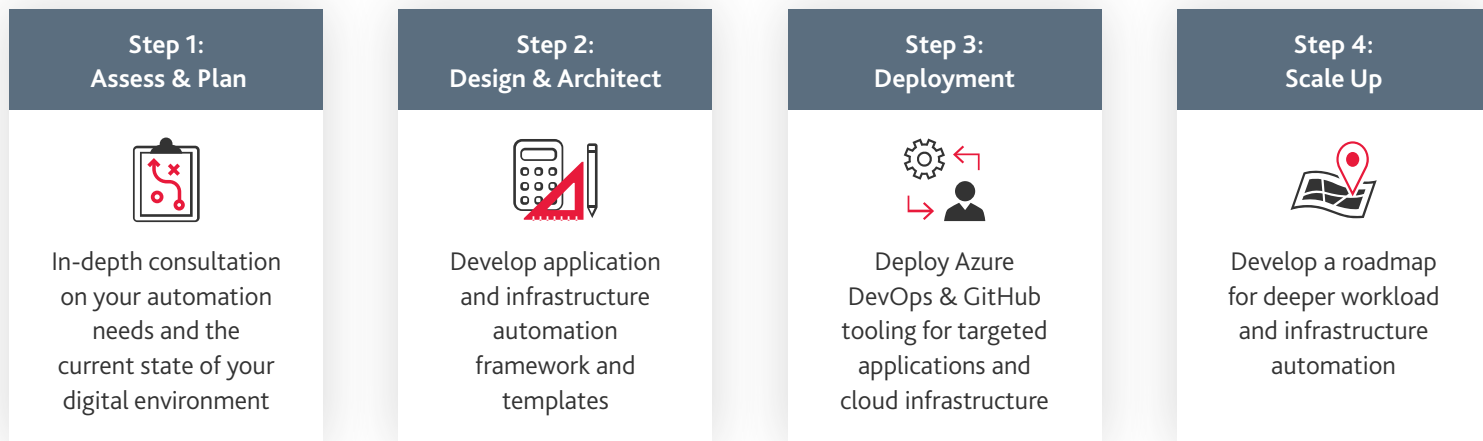 Step 1:
Assess & Plan
In-depth consultation
on your automation
needs and the
current state of your
digital environment
Step 2:
Design & Architect
Develop application
and infrastructure
automation
framework and
templates
Step 3:
Deployment
Deploy Azure
DevOps & GitHub
tooling for targeted
applications and
cloud infrastructure
Step 4:
Scale Up
Develop a roadmap
for deeper workload
and infrastructure
automation